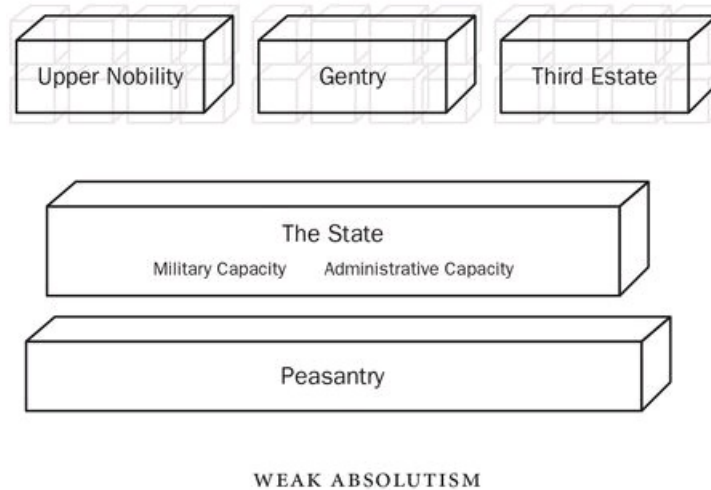 Upper Nobility
Gentry
Third Estate
The State
Military Capacity Administrative Capacity
Peasantry
WEAK ABSOLUTISM